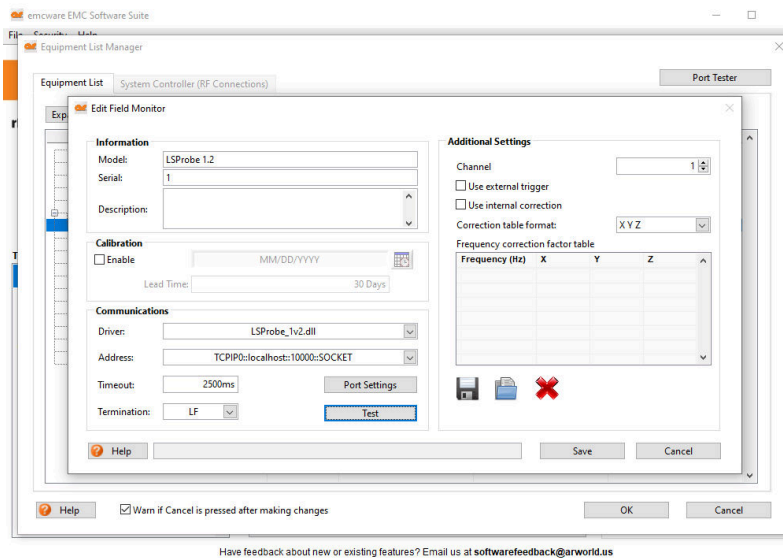 emcware EMC Software Suite
File Security Help
Equipment List Manager
Equipment List
System Controller (RF Connections)
Port Tester
Edit Field Monitor
Information
Model:
LSProbe 1.2
Serial:
1
Description:
Calibration
Enable
MM/DD/YYYY
Lead Time:
30 Days
Communications
Driver:
LSProbe_1v2.dll
Address:
TCPIP0::localhost::10000::SOCKET
Timeout:
2500ms
Port Settings
Termination:
LF
Test
Additional Settings
Channel
1
Use external trigger
Use internal correction
Correction table format:
X Y Z
Frequency correction factor table
Frequency (Hz) X Y Z
Help
Save
Cancel
Help
Warn if Cancel is pressed after making changes
OK
Cancel
Have feedback about new or existing features? Email us at softwarefeedback@arworld.us